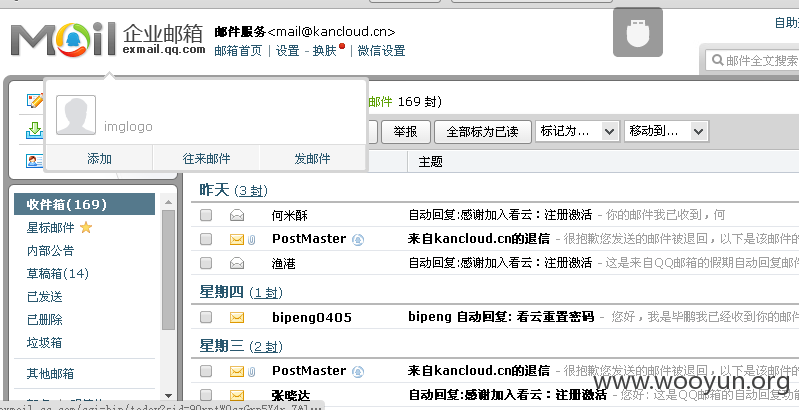 Mail 企业邮箱 exmail.qq.com
邮件服务<mail@kancloud.cn>
自助
邮箱首页 | 设置 - 换肤 | 微信设置
邮件全文搜索
邮件 169 封)
imglogo
举报 全部标为已读 标记为... 移动到...
添加 往来邮件 发邮件
主题
收件箱(169)
星标邮件
内部公告
草稿箱(14)
已发送
已删除
垃圾箱
其他邮箱
昨天 (3 封)
何米酥 自动回复:感谢加入看云：注册激活 - 你的邮件我已收到，何
PostMaster 来自kancloud.cn的退信 - 很抱歉您发送的邮件被退回，以下是该邮件的
渔港 自动回复:感谢加入看云：注册激活 - 这是来自QQ邮箱的假期自动回复邮件
星期四 (1 封)
bipeng0405 bipeng 自动回复: 看云重置密码 - 您好，我是毕鹏我已经收到你的邮件
星期三 (2 封)
PostMaster 来自kancloud.cn的退信 - 很抱歉您发送的邮件被退回，以下是该邮件的
张晓达 自动回复:感谢加入看云：注册激活 - 您好：这是QQ邮箱的自动回复功能
www.wooyun.org